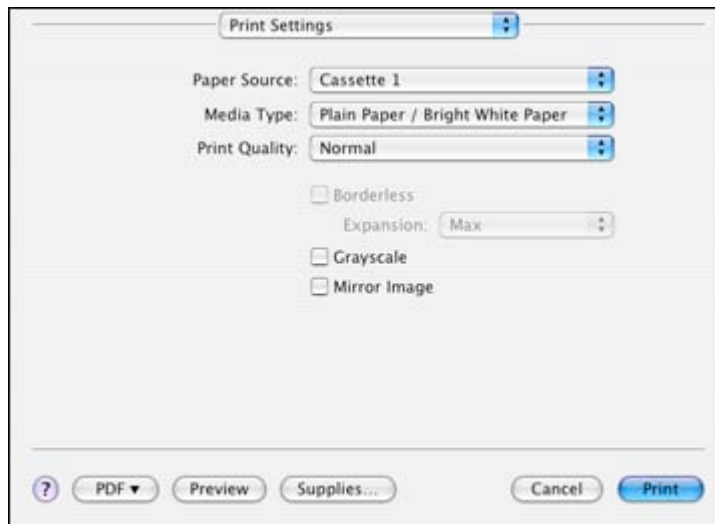 Print Settings
Paper Source: Cassette 1
Media Type: Plain Paper / Bright White Paper
Print Quality: Normal
Borderless
Expansion: Max
Grayscale
Mirror Image
? PDF ▼ Preview Supplies... Cancel Print